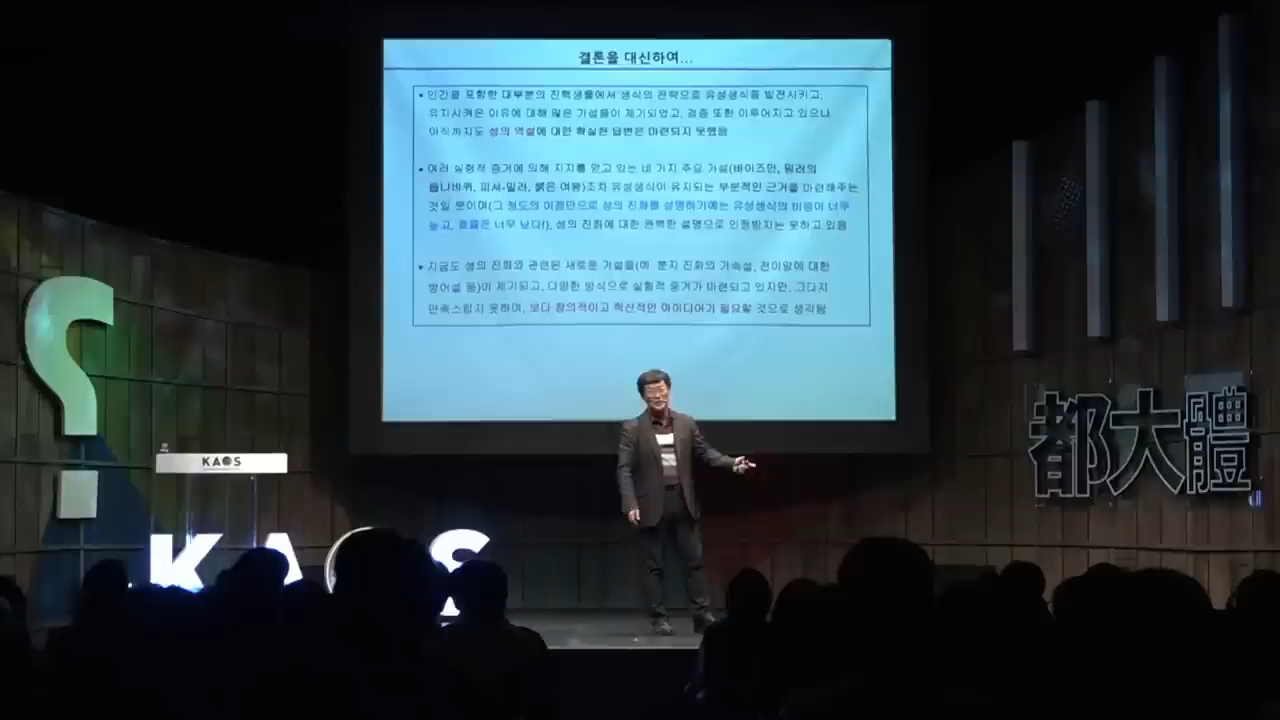 결론을 대신하여...
• 인간을 포함한 대부분의 진핵생물에서 생식의 전략으로 유성생식을 발전시키고,
유지시켜온 이유에 대해 많은 가설들이 제기되었고, 검증 또한 이루어지고 있으나
아직까지도 성의 역설에 대한 확실한 답변은 마련되지 못했음
• 여러 실험적 증거에 의해 지지를 얻고 있는 네 가지 주요 가설(바이즈만, 멀러의
톱니바퀴, 피셔-멀러, 붉은 여왕)조차 유성생식이 유지되는 부분적인 근거을 마련해주는
것일 뿐이며(그 정도의 이점만으로 성의 진화를 설명하기에는 유성생식의 비용이 너무
높고, 효율은 너무 낮다!), 성의 진화에 대한 완벽한 설명으로 인정받지는 못하고 있음
• 지금도 성의 진화와 관련된 새로운 가설들(예: 분지 진화의 가속설, 전이암에 대한
방어설 등)이 제기되고, 다양한 방식으로 실험적 증거가 마련되고 있지만, 그다지
만족스럽지 못하며, 보다 창의적이고 혁신적인 아이디어가 필요할 것으로 생각됨
KAOS
KAOS
都大體